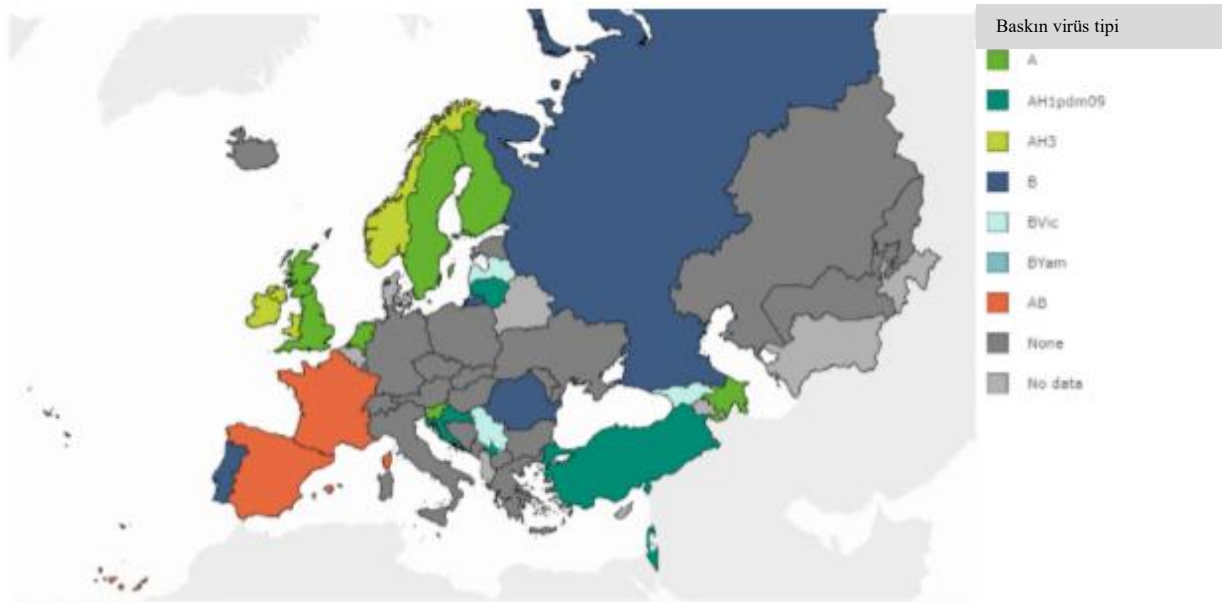 Baskın virüs tipi
A
AH1pdm09
AH3
B
BVic
BYam
AB
None
No data